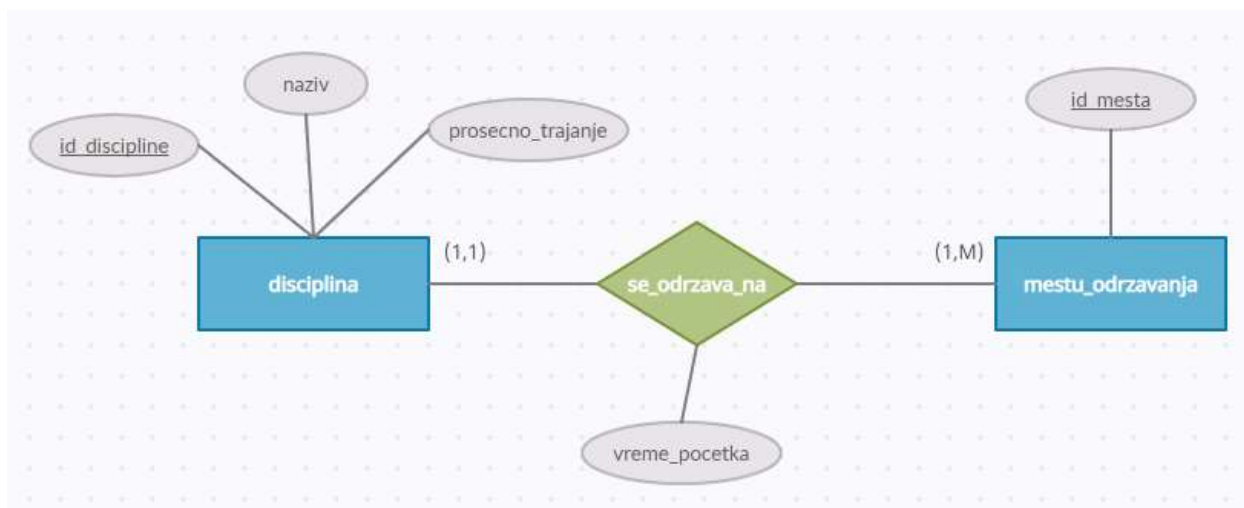 naziv
id_mesta
id_discipline
prosecno_trajanje
(1,1)
(1,M)
disciplina
se_odrzava_na
mestu_odrzavanja
vreme_pocetka